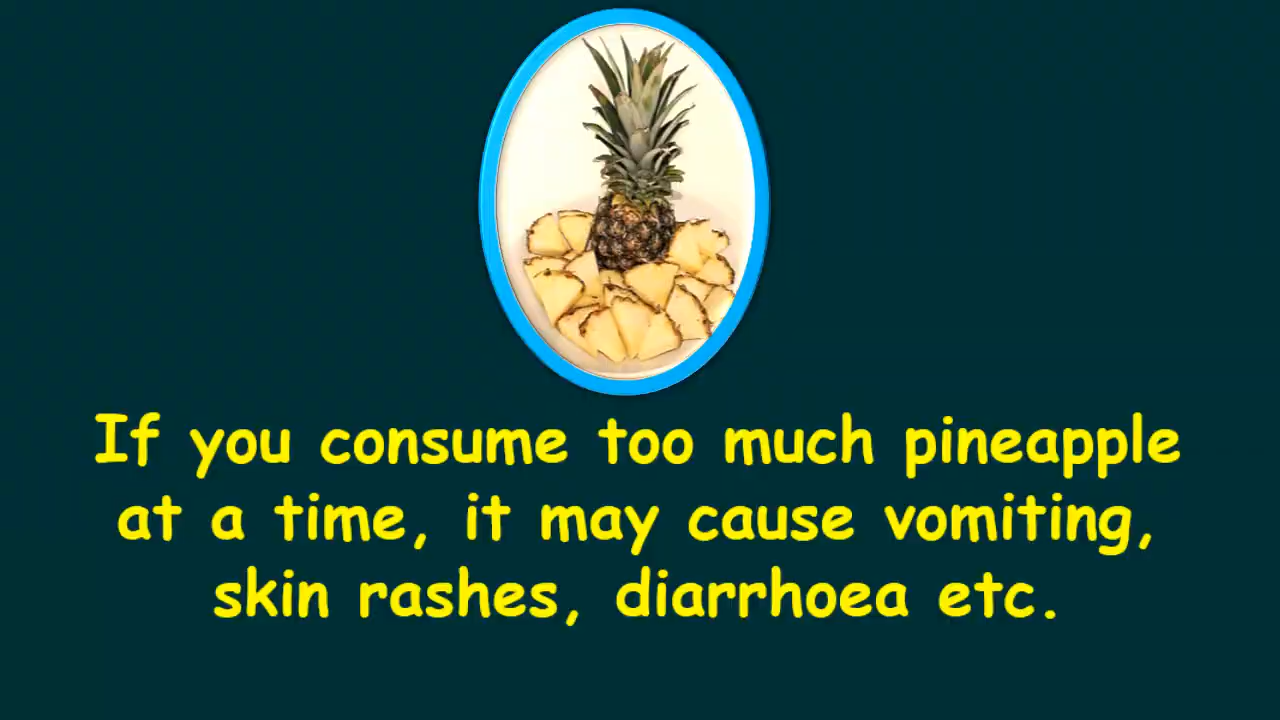 If you consume too much pineapple
at a time, it may cause vomiting,
skin rashes, diarrhoea etc.